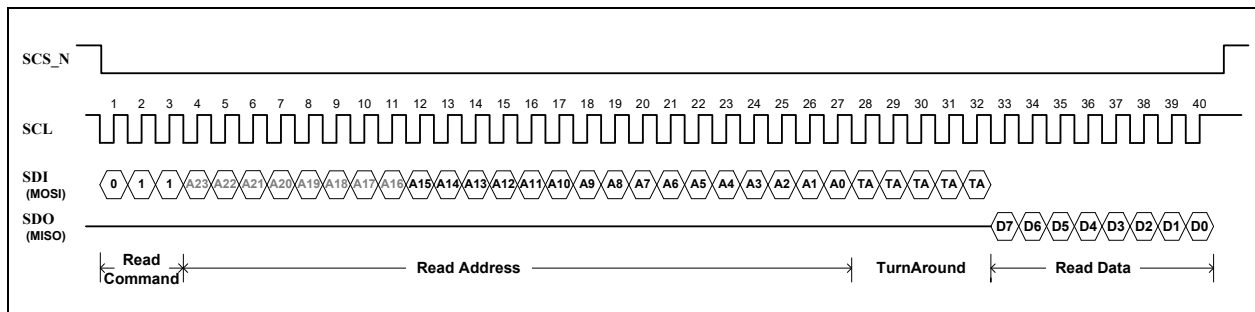 SCS_N
1 2 3 4 5 6 7 8 9 10 11 12 13 14 15 16 17 18 19 20 21 22 23 24 25 26 27 28 29 30 31 32 33 34 35 36 37 38 39 40
SCL
SDI
(MOSI)
0 1 1 A23 A22 A21 A20 A19 A18 A17 A16 A15 A14 A13 A12 A11 A10 A9 A8 A7 A6 A5 A4 A3 A2 A1 A0 TA TA TA TA TA
SDO
(MISO)
D7 D6 D5 D4 D3 D2 D1 D0
Read
Command
Read Address
TurnAround
Read Data